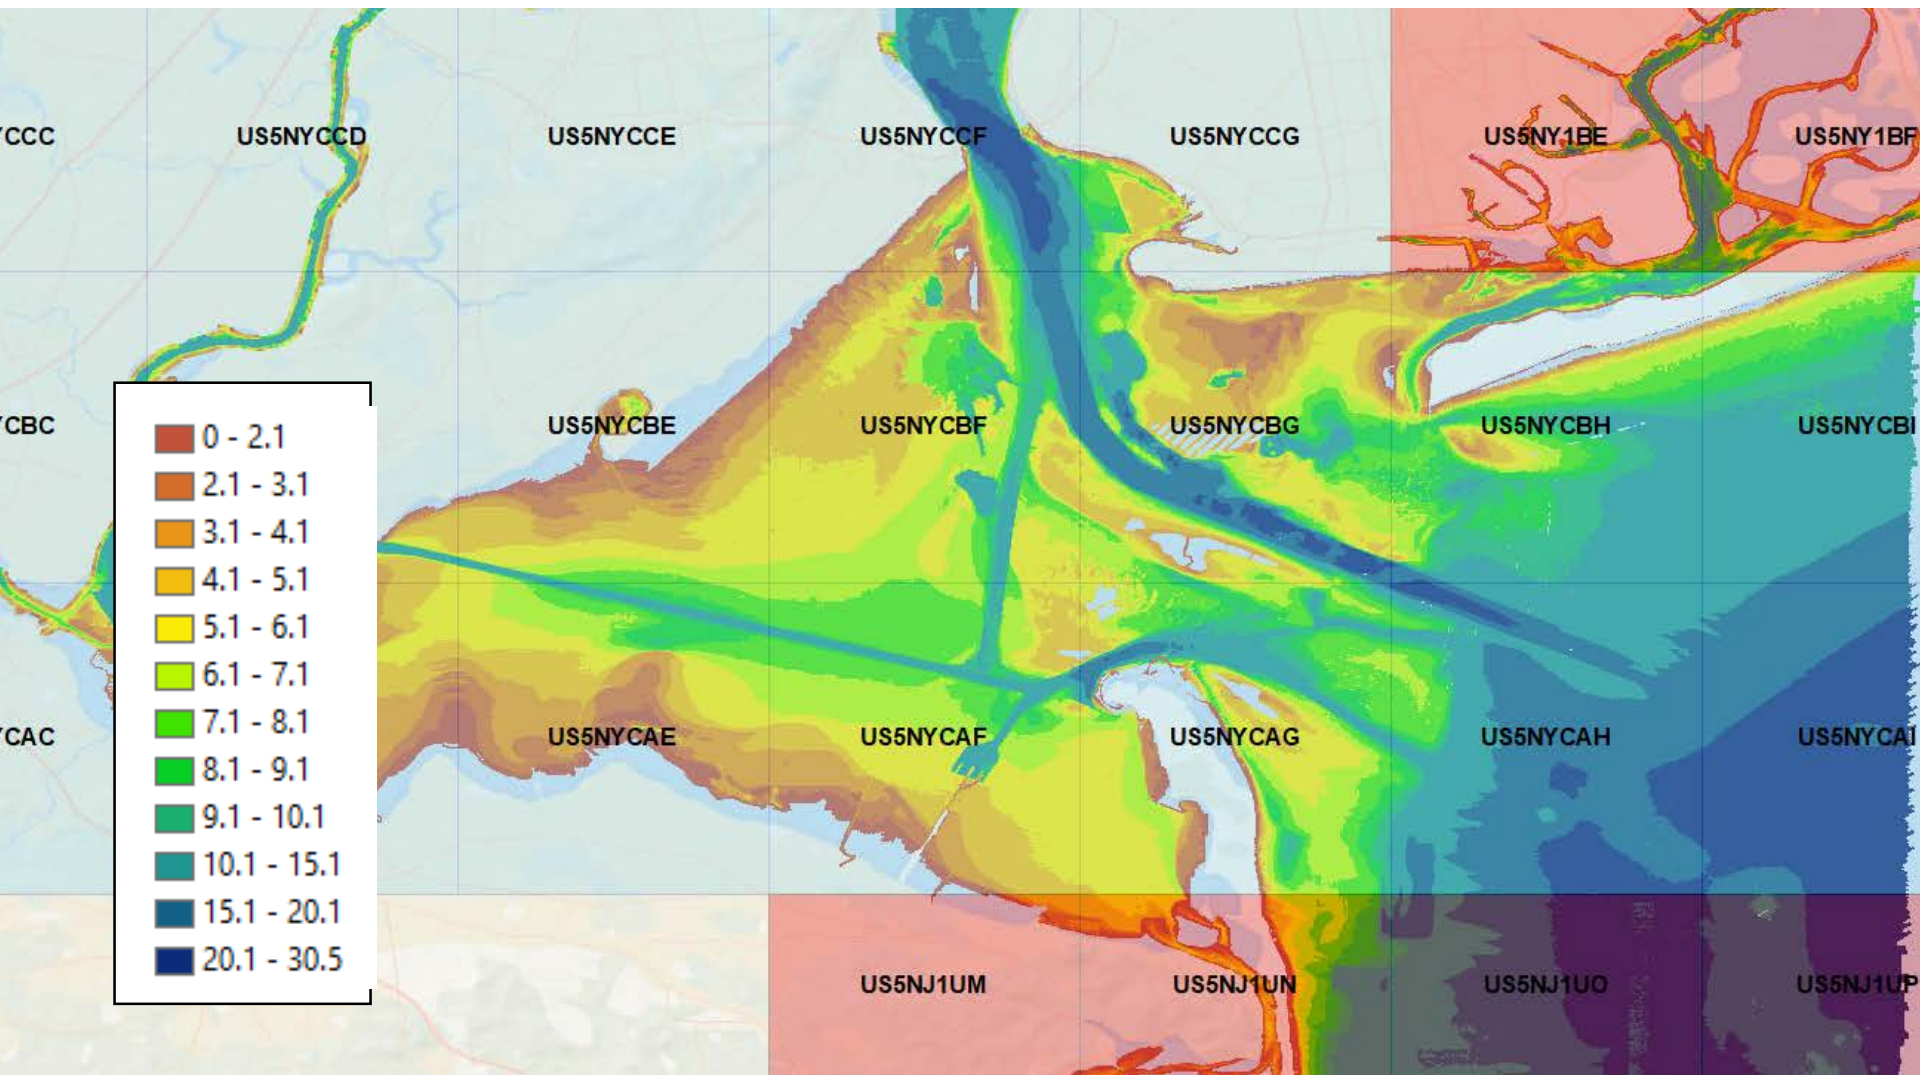 YCCC US5NYCCD US5NYCCE US5NYCCF US5NYCCG US5NY1BE US5NY1BF
YCBC US5NYCBE US5NYCBF US5NYCBG US5NYCBH US5NYCBI
YCAC US5NYCAE US5NYCAF US5NYCAG US5NYCAH US5NYCAI
US5NJ1UM US5NJ1UN US5NJ1UO US5NJ1UP
0 - 2.1
2.1 - 3.1
3.1 - 4.1
4.1 - 5.1
5.1 - 6.1
6.1 - 7.1
7.1 - 8.1
8.1 - 9.1
9.1 - 10.1
10.1 - 15.1
15.1 - 20.1
20.1 - 30.5